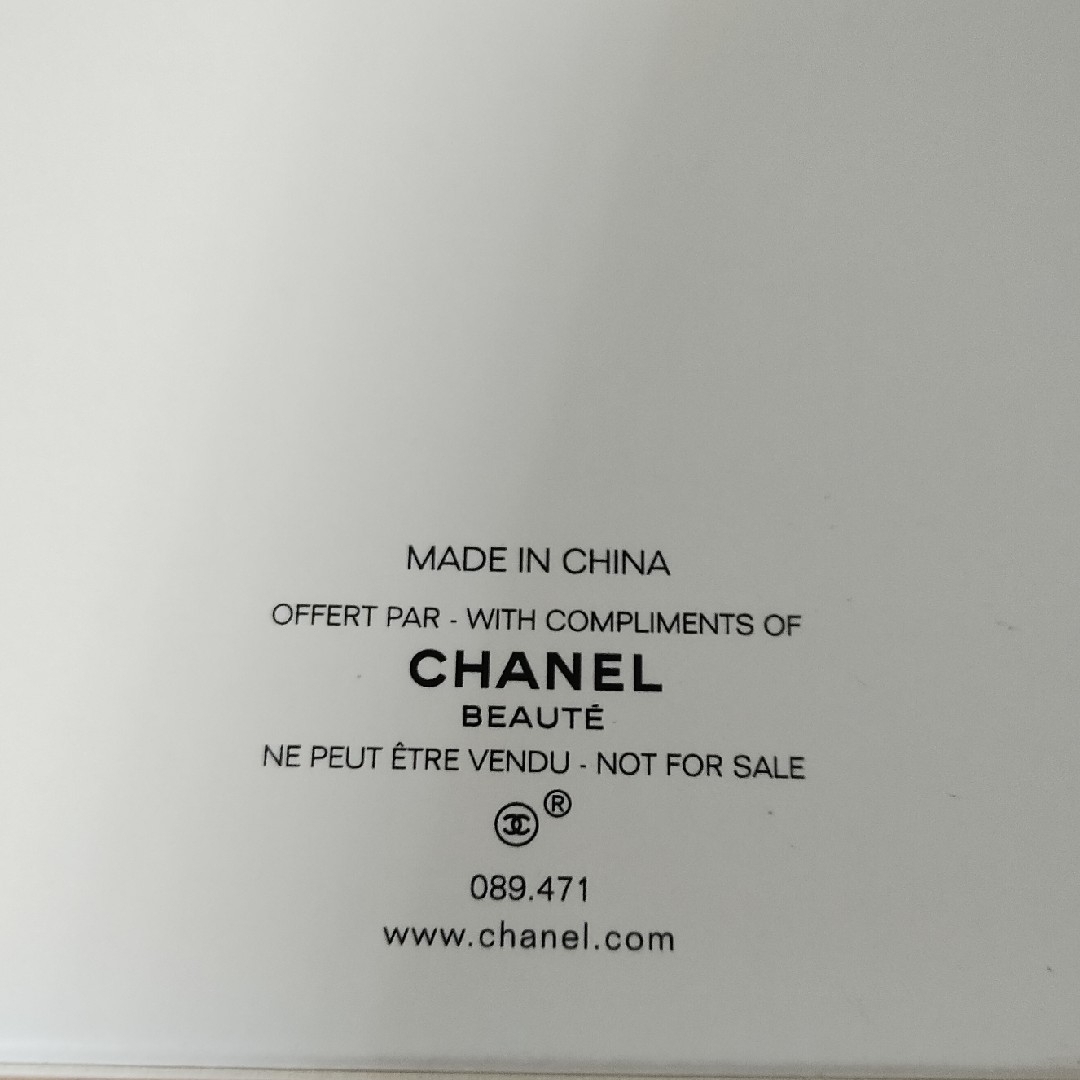 MADE IN CHINA
OFFERT PAR - WITH COMPLIMENTS OF
CHANEL
BEAUTÉ
NE PEUT ÊTRE VENDU - NOT FOR SALE
®
089.471
www.chanel.com